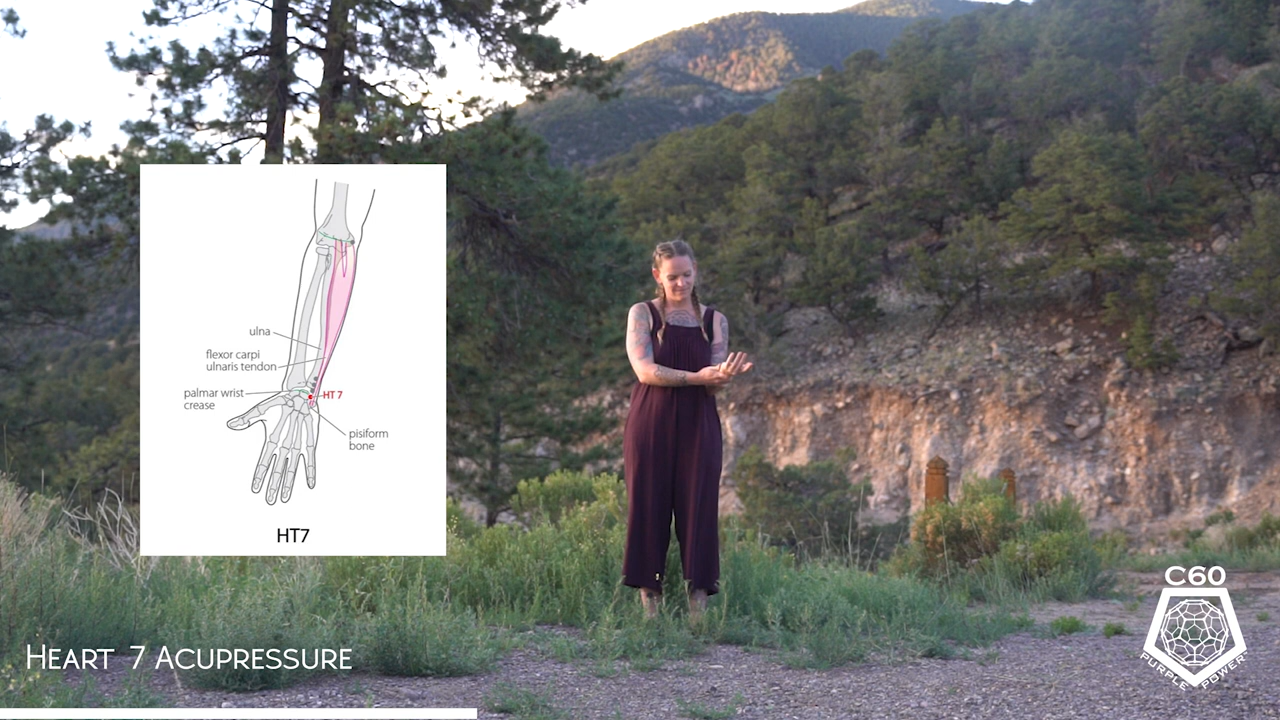 ulna
flexor carpi
ulnaris tendon
palmar wrist
crease
HT 7
pisiform
bone
HT7
HEART 7 ACUPRESSURE
C60
PURPLE POWER